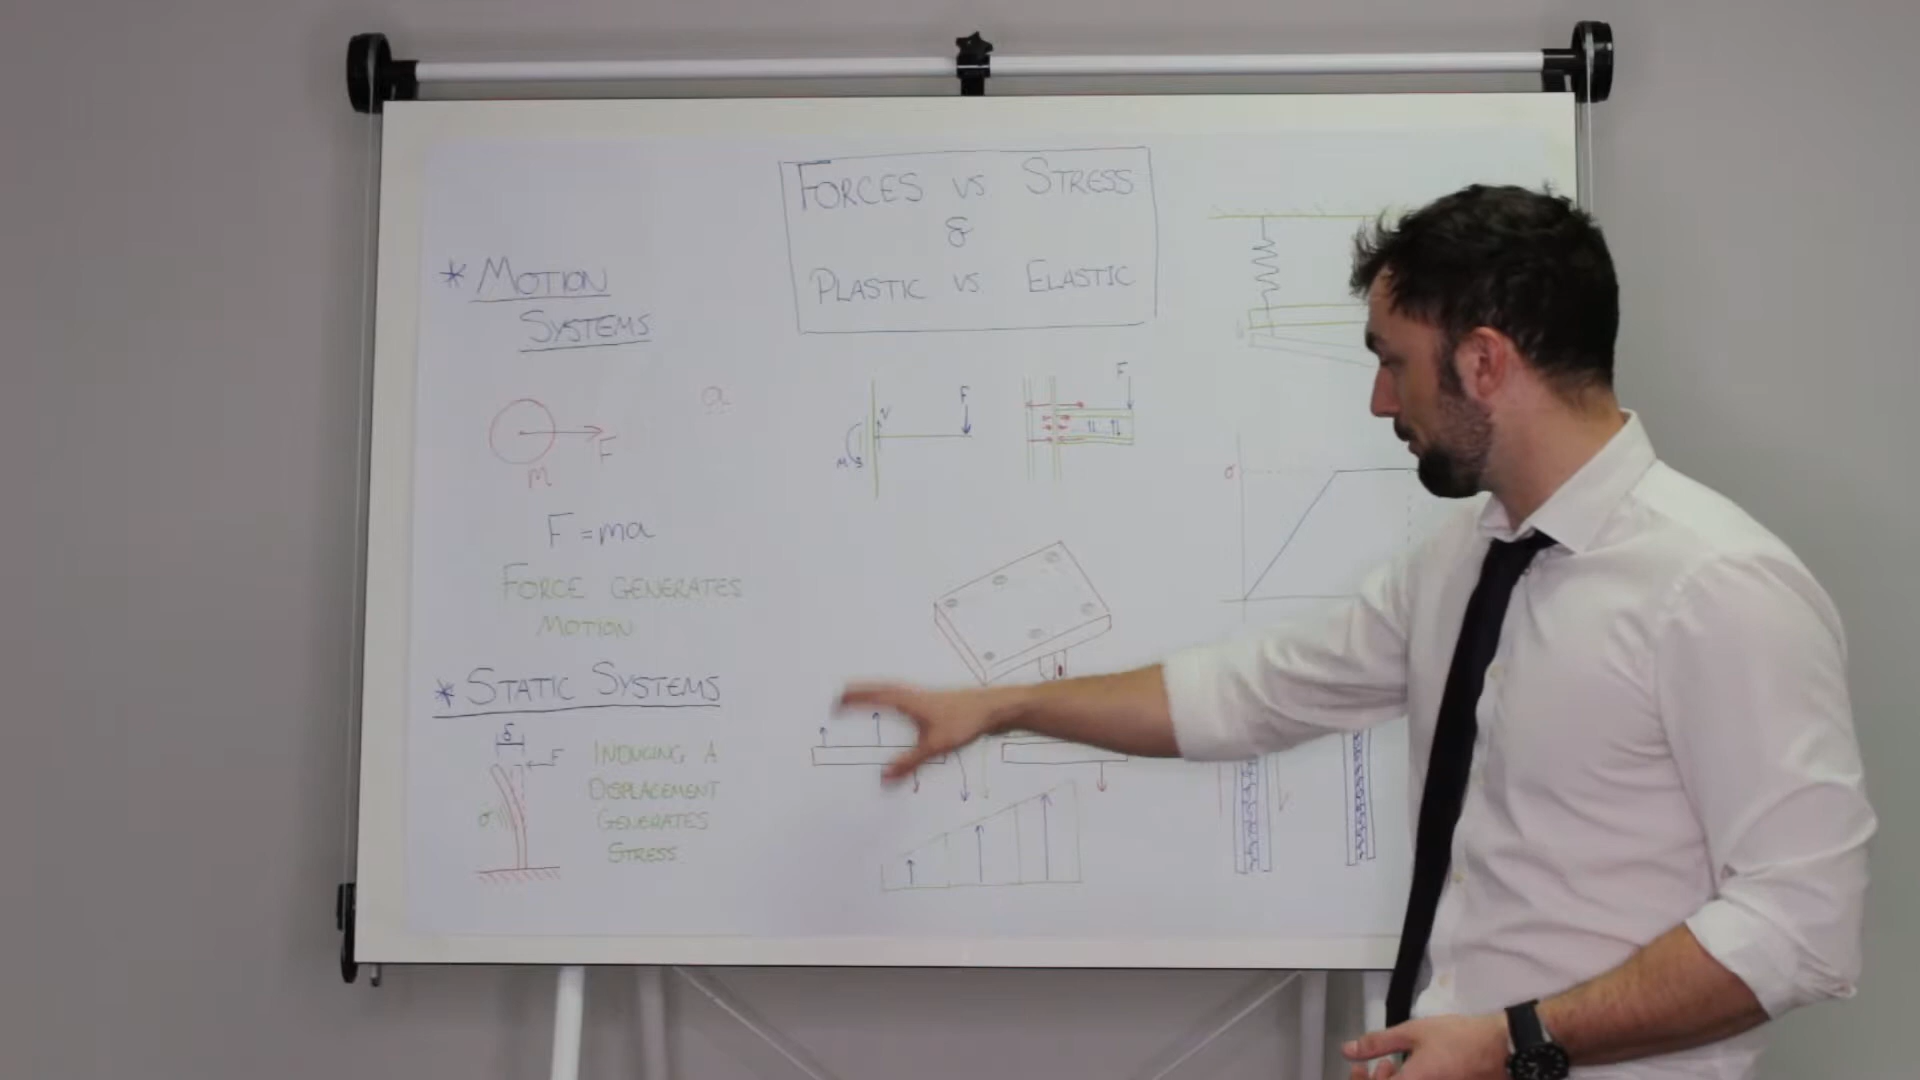 FORCES VS STRESS
&
PLASTIC VS ELASTIC
* MOTION
SYSTEMS
a
F
M
F = ma
FORCE GENERATES
MOTION
* STATIC SYSTEMS
δ
F
σ
INDUCING A
DISPLACEMENT
GENERATES
STRESS
V
F
M
F
σ